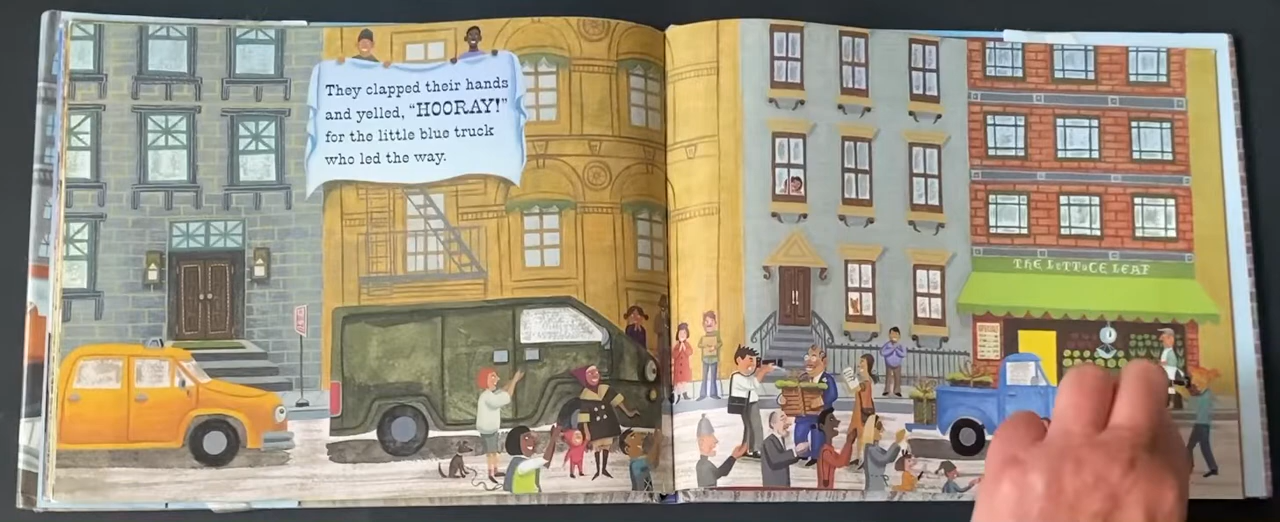 They clapped their hands
and yelled, “HOORAY!”
for the little blue truck
who led the way.
THE LETTUCE LEAF